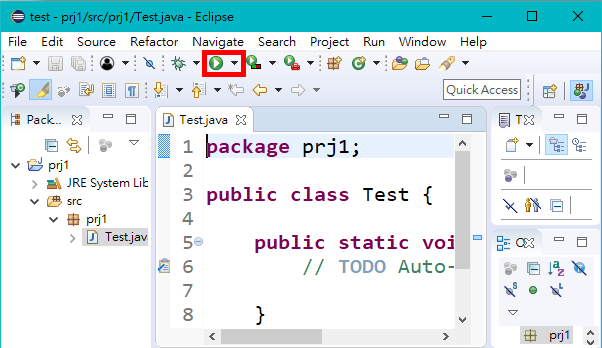 test - prj1/src/prj1/Test.java - Eclipse
File Edit Source Refactor Navigate Search Project Run Window Help
Quick Access
Pack...
Test.java
T
prj1
JRE System Lib
src
prj1
Test.java
1 package prj1;
2
3 public class Test {
4
5 public static voi
6 // TODO Auto-
7
8 }
O
prj1